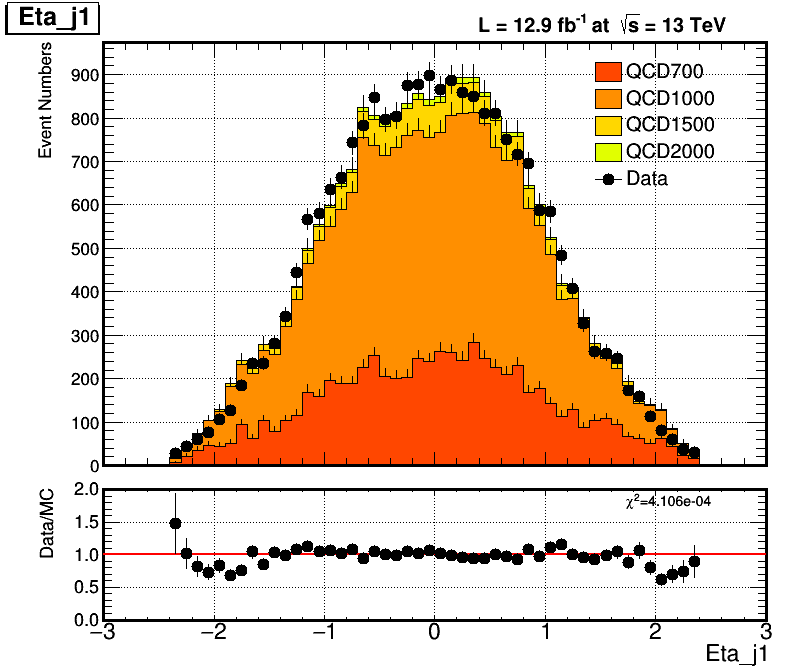 Eta_j1
L = 12.9 fb⁻¹ at √s = 13 TeV
Event Numbers
900
800
700
600
500
400
300
200
100
0
QCD700
QCD1000
QCD1500
QCD2000
Data
Data/MC
2.0
1.5
1.0
0.5
0.0
χ²=4.106e-04
−3 −2 −1 0 1 2 3
Eta_j1